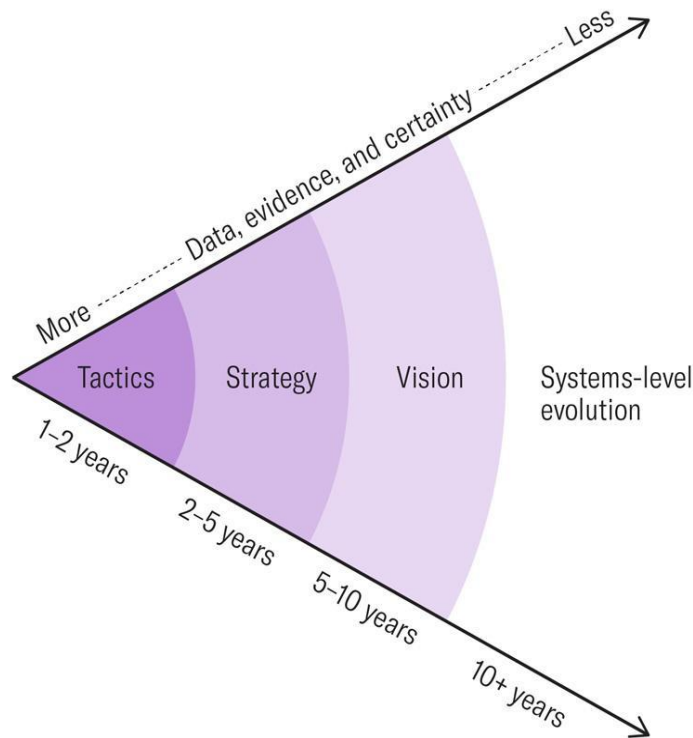 Less
Data, evidence, and certainty
More
Tactics
Strategy
Vision
Systems-level
evolution
1–2 years
2–5 years
5–10 years
10+ years